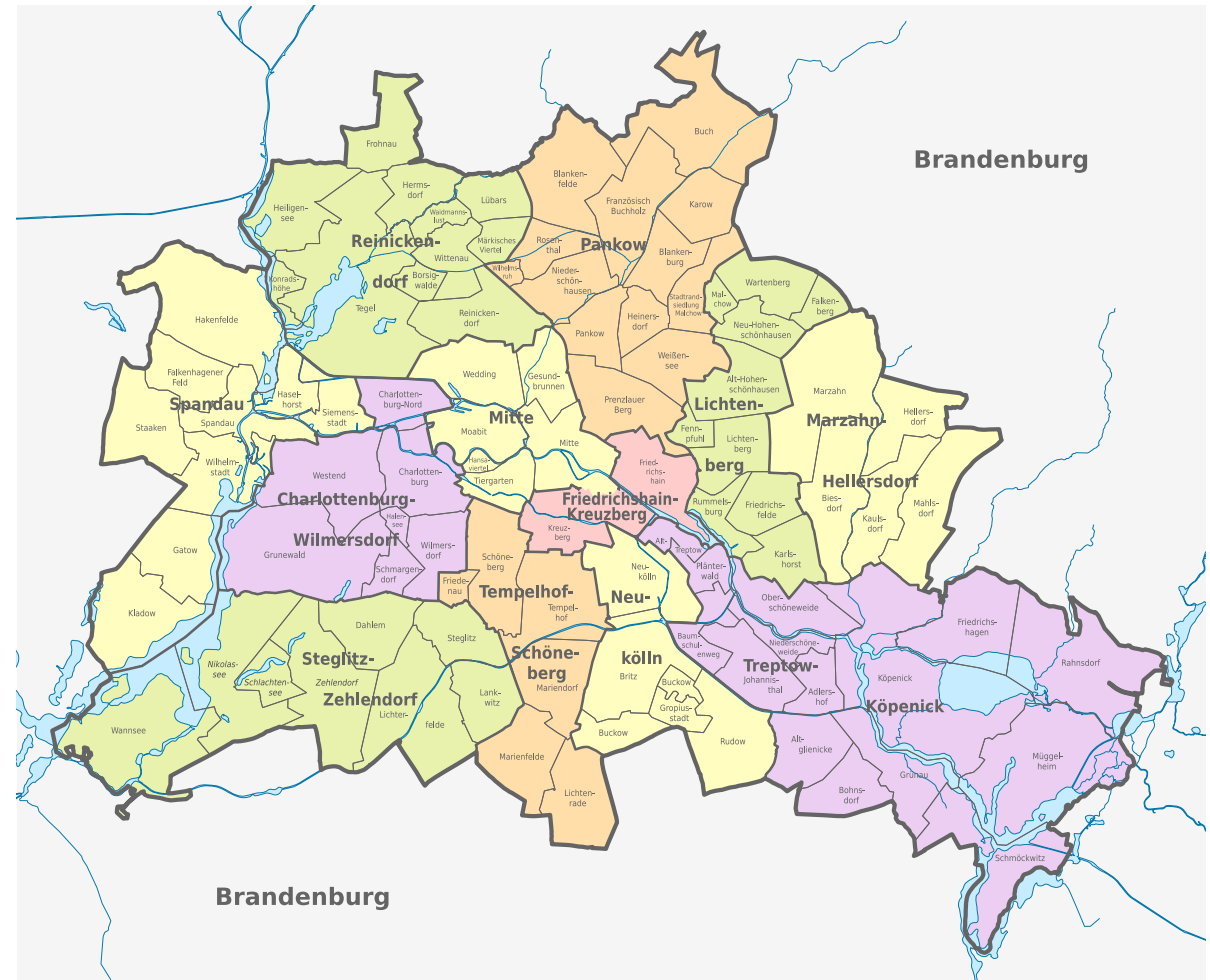 Brandenburg
Frohnau
Buch
Heiligen-
see
Herms-
dorf
Lübars
Waidmanns-
lust
Reinicken-
dorf
Märkisches
Viertel
Wittenau
Borsig-
walde
Konrads-
höhe
Tegel
Reinicken-
dorf
Blanken-
felde
Französisch
Buchholz
Karow
Rosen-
thal
Pankow
Blanken-
burg
Wilhelms-
ruh
Nieder-
schön-
hausen
Stadtrand-
siedlung
Malchow
Heiners-
dorf
Pankow
Weißen-
see
Prenzlauer
Berg
Mal-
chow
Wartenberg
Falken-
berg
Neu-Hohen-
schönhausen
Alt-Hohen-
schönhausen
Lichten-
berg
Fenn-
pfuhl
Lichten-
berg
Rummels-
burg
Friedrichs-
felde
Karls-
horst
Marzahn
Marzahn-
Hellersdorf
Hellers-
dorf
Bies-
dorf
Kauls-
dorf
Mahls-
dorf
Hakenfelde
Falkenhagener
Feld
Spandau
Spandau
Staaken
Hasel-
horst
Siemens-
stadt
Wilhelm-
stadt
Gatow
Kladow
Charlotten-
burg-Nord
Westend
Charlotten-
burg
Charlottenburg-
Wilmersdorf
Halen-
see
Grunewald
Wilmers-
dorf
Schmargen-
dorf
Wedding
Gesund-
brunnen
Mitte
Moabit
Mitte
Hansa-
viertel
Tiergarten
Fried-
richs-
hain
Friedrichshain-
Kreuzberg
Kreuz-
berg
Schöne-
berg
Friede-
nau
Tempelhof-
Schöne-
berg
Tempel-
hof
Mariendorf
Marienfelde
Lichten-
rade
Neu-
kölln
Neu-
kölln
Britz
Buckow
Gropius-
stadt
Buckow
Rudow
Dahlem
Steglitz
Steglitz-
Zehlendorf
Nikolas-
see
Schlachten-
see
Zehlendorf
Lichter-
felde
Lank-
witz
Wannsee
Alt-
Treptow
Plänter-
wald
Baum-
schul-
enweg
Ober-
schöneweide
Niederschöne-
weide
Treptow-
Köpenick
Johannis-
thal
Adlers-
hof
Köpenick
Friedrichs-
hagen
Rahnsdorf
Alt-
glienicke
Bohns-
dorf
Grünau
Müggel-
heim
Schmöckwitz
Brandenburg